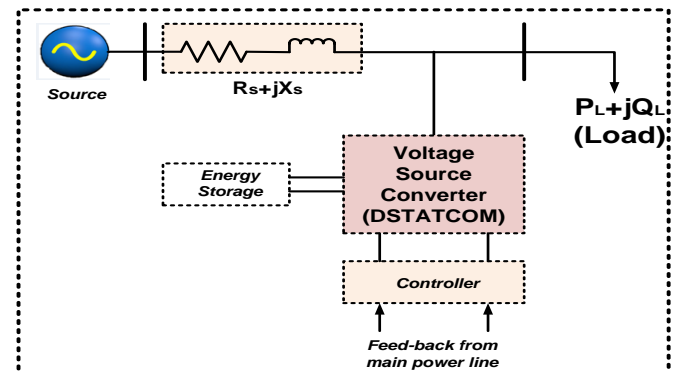 Source
Rs+jXs
PL+jQL
(Load)
Voltage
Source
Converter
(DSTATCOM)
Energy
Storage
Controller
Feed-back from
main power line